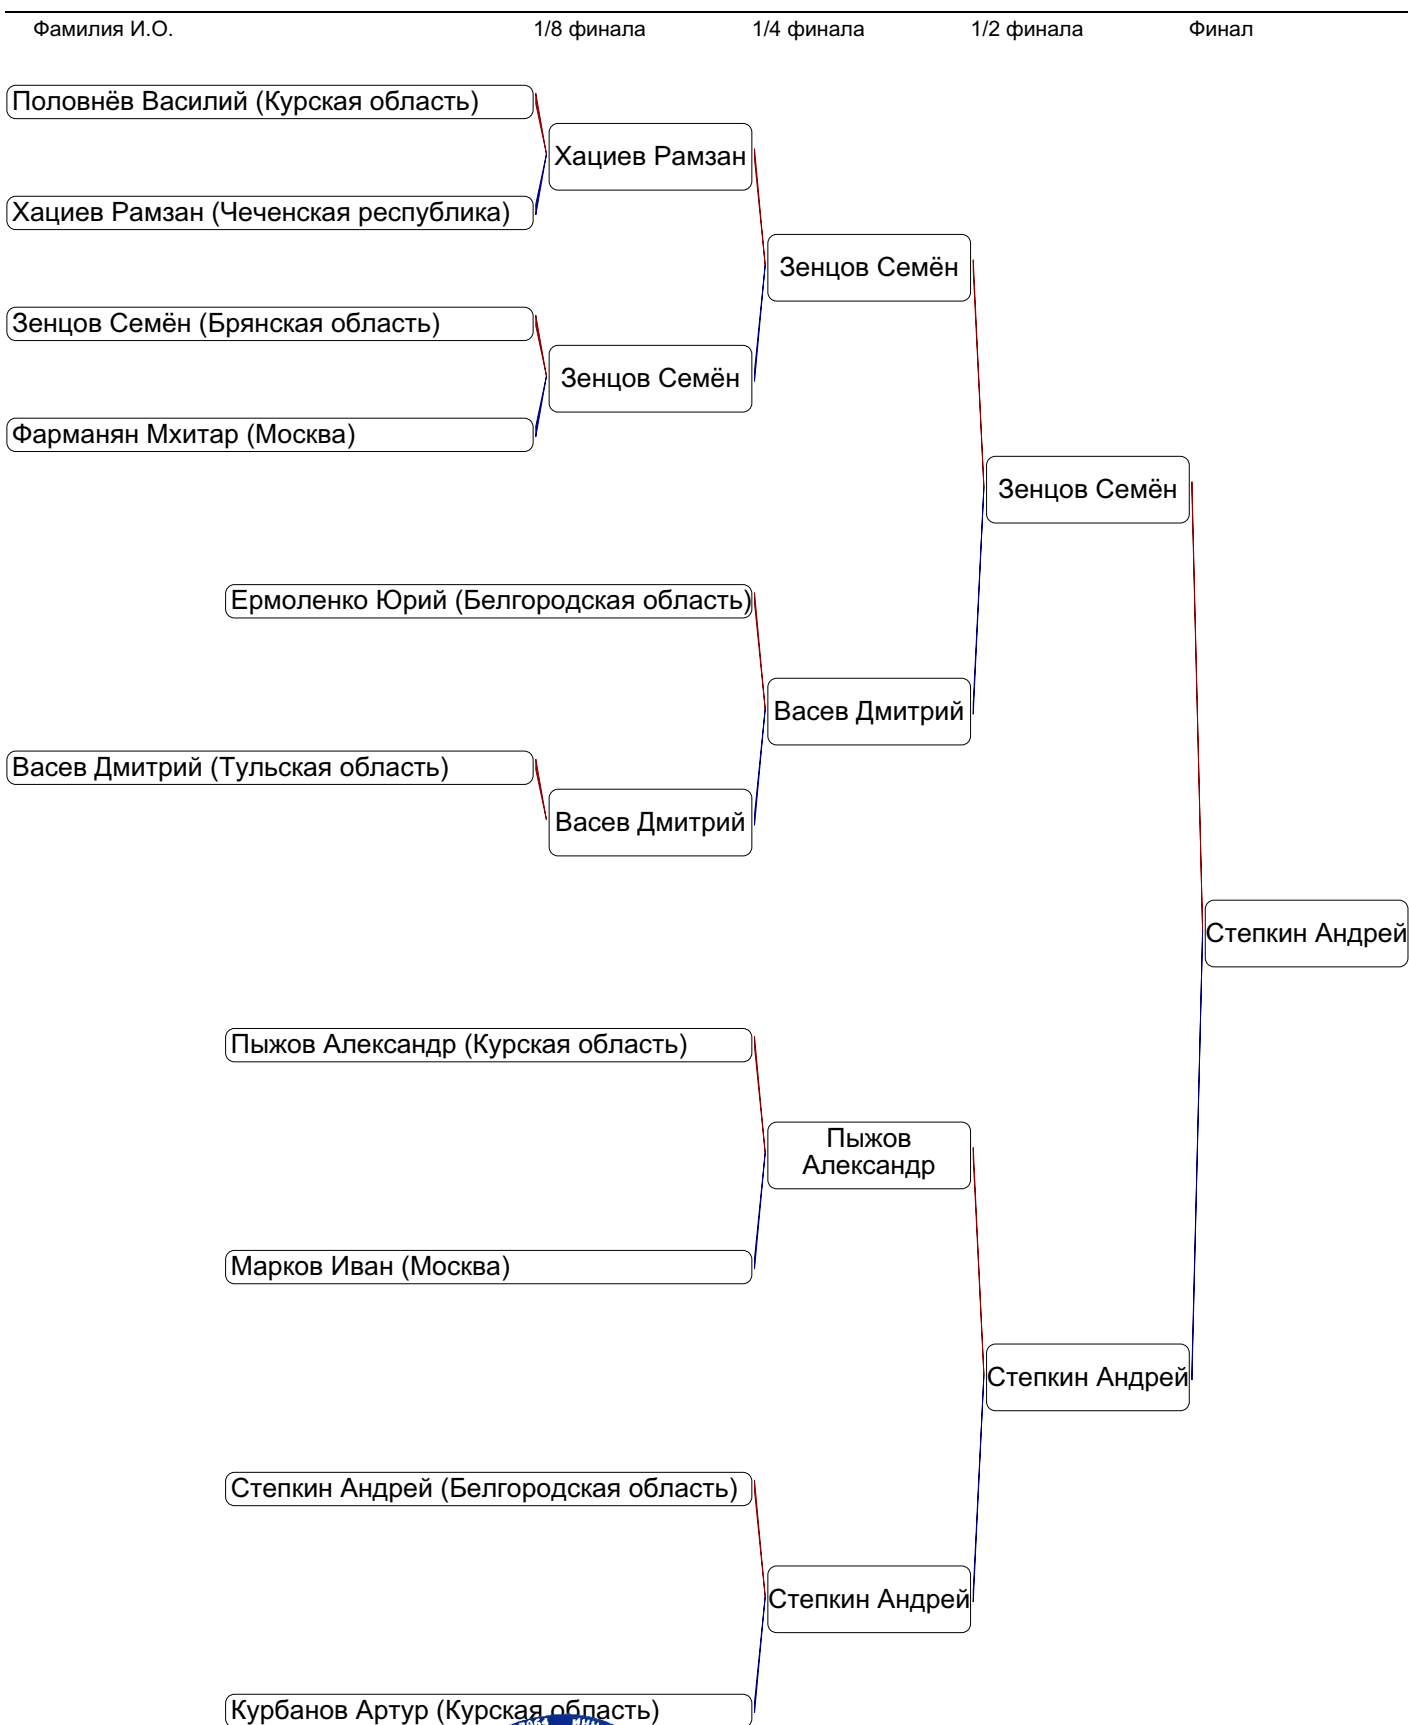 Фамилия И.О. 1/8 финала 1/4 финала 1/2 финала Финал
Половнёв Василий (Курская область)
Хациев Рамзан
Хациев Рамзан (Чеченская республика)
Зенцов Семён
Зенцов Семён (Брянская область)
Зенцов Семён
Фарманян Мхитар (Москва)
Зенцов Семён
Ермоленко Юрий (Белгородская область)
Васев Дмитрий
Васев Дмитрий (Тульская область)
Васев Дмитрий
Степкин Андрей
Пыжов Александр (Курская область)
Пыжов
Александр
Марков Иван (Москва)
Степкин Андрей
Степкин Андрей (Белгородская область)
Степкин Андрей
Курбанов Артур (Курская область)